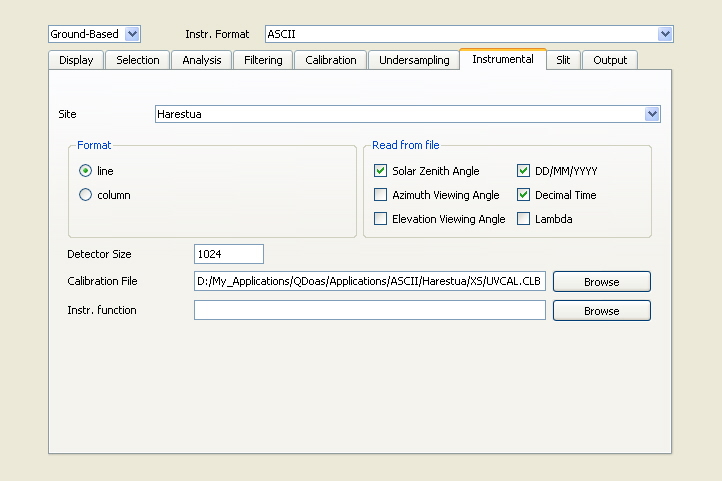 Ground-Based Instr. Format ASCII
Display Selection Analysis Filtering Calibration Undersampling Instrumental Slit Output
Site Harestua
Format Read from file
line Solar Zenith Angle DD/MM/YYYY
column Azimuth Viewing Angle Decimal Time
Elevation Viewing Angle Lambda
Detector Size 1024
Calibration File D:/My_Applications/QDoas/Applications/ASCII/Harestua/XS/UVCAL.CLB Browse
Instr. function Browse